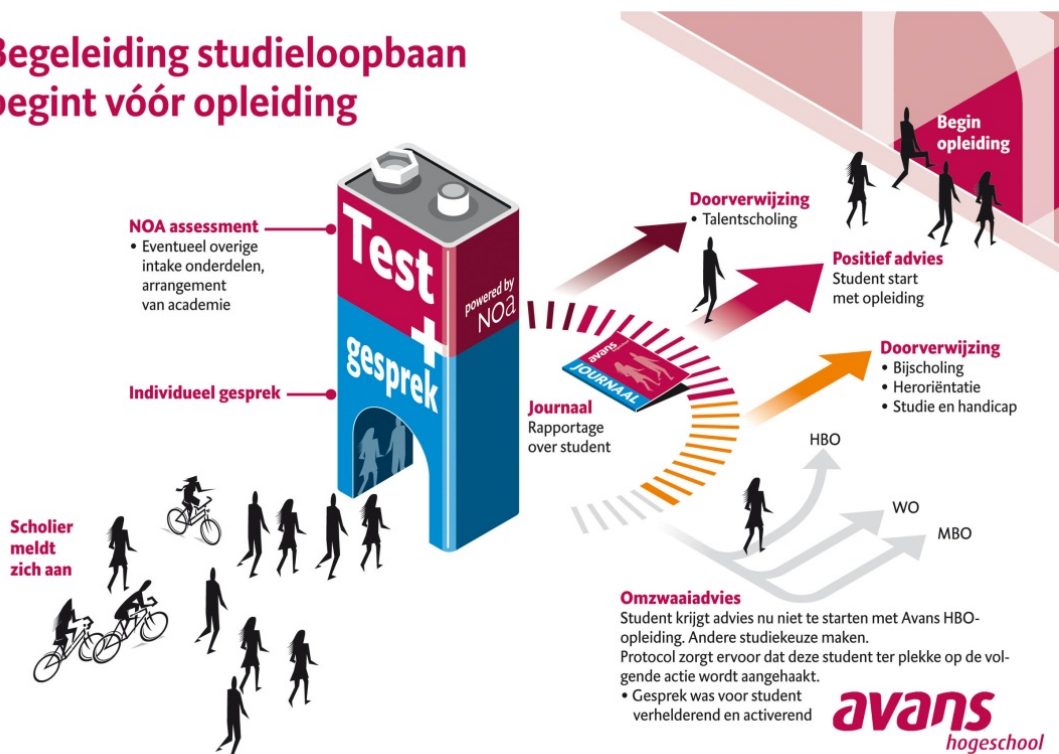 Begeleiding studieloopbaan
begint vóór opleiding
Begin
opleiding
NOA assessment
• Eventueel overige
intake onderdelen,
arrangement
van academie
Individueel gesprek
Test
+
gesprek
powered by
NOa
Doorverwijzing
• Talentscholing
Positief advies
Student start
met opleiding
Doorverwijzing
• Bijscholing
• Heroriëntatie
• Studie en handicap
avans
JOURNAAL
Journaal
Rapportage
over student
HBO
WO
MBO
Scholier
meldt
zich aan
Omzwaaiadvies
Student krijgt advies nu niet te starten met Avans HBO-
opleiding. Andere studiekeuze maken.
Protocol zorgt ervoor dat deze student ter plekke op de vol-
gende actie wordt aangehaakt.
• Gesprek was voor student
verhelderend en activerend
avans
hogeschool